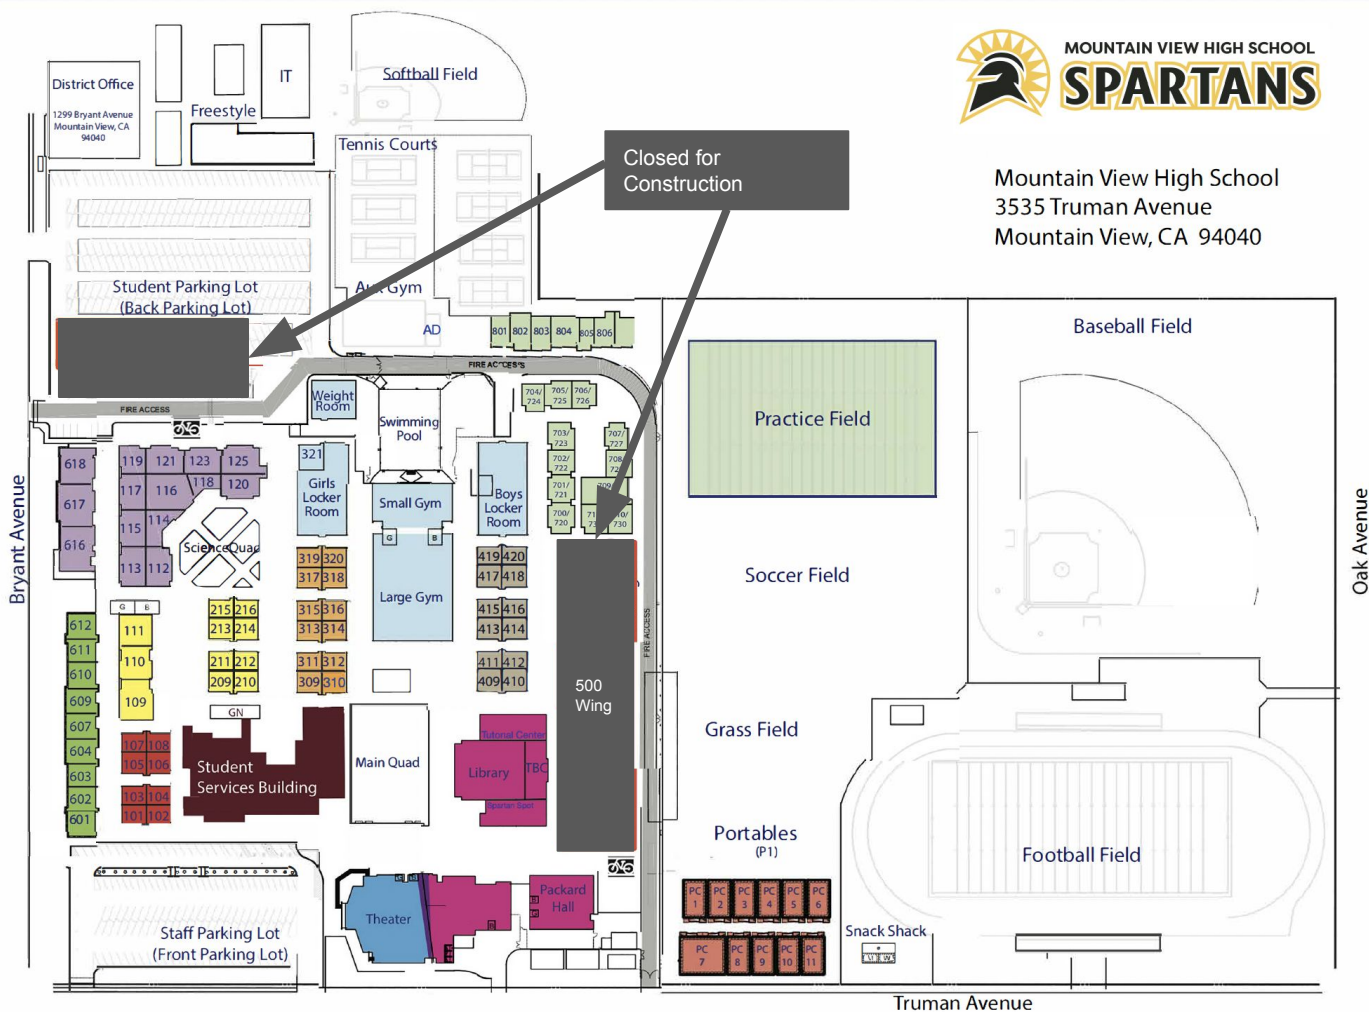 MOUNTAIN VIEW HIGH SCHOOL
SPARTANS
Mountain View High School
3535 Truman Avenue
Mountain View, CA 94040
District Office
1299 Bryant Avenue
Mountain View, CA
94040
IT
Freestyle
Softball Field
Tennis Courts
Closed for
Construction
Student Parking Lot
(Back Parking Lot)
Aux Gym
AD
801 802 803 804 805 806
Baseball Field
FIRE ACCESS
FIRE ACCESS
Weight
Room
Swimming
Pool
704/
724
705/
725
706/
726
Practice Field
703/
723
707/
727
702/
722
701/
721
700/
720
730
618
617
616
119 121 123 125
117 116 118 120
115 114
113 112
Science Quad
321
Girls
Locker
Room
Small Gym
G B
Boys
Locker
Room
Large Gym
319 320
317 318
315 316
313 314
311 312
309 310
419 420
417 418
415 416
413 414
411 412
409 410
Bryant Avenue
Oak Avenue
Soccer Field
G B
111
110
109
215 216
213 214
211 212
209 210
612
611
610
609
607
604
603
602
601
FIRE ACCESS
500
Wing
GN
107 108
105 106
103 104
101 102
Student
Services Building
Main Quad
Tutorial Center
Library
TBC
Spartan Spot
Grass Field
Portables
(P1)
Football Field
PC
1
PC
2
PC
3
PC
4
PC
5
PC
6
PC
7
PC
8
PC
9
PC
10
PC
11
Snack Shack
Theater
Packard
Hall
Staff Parking Lot
(Front Parking Lot)
Truman Avenue